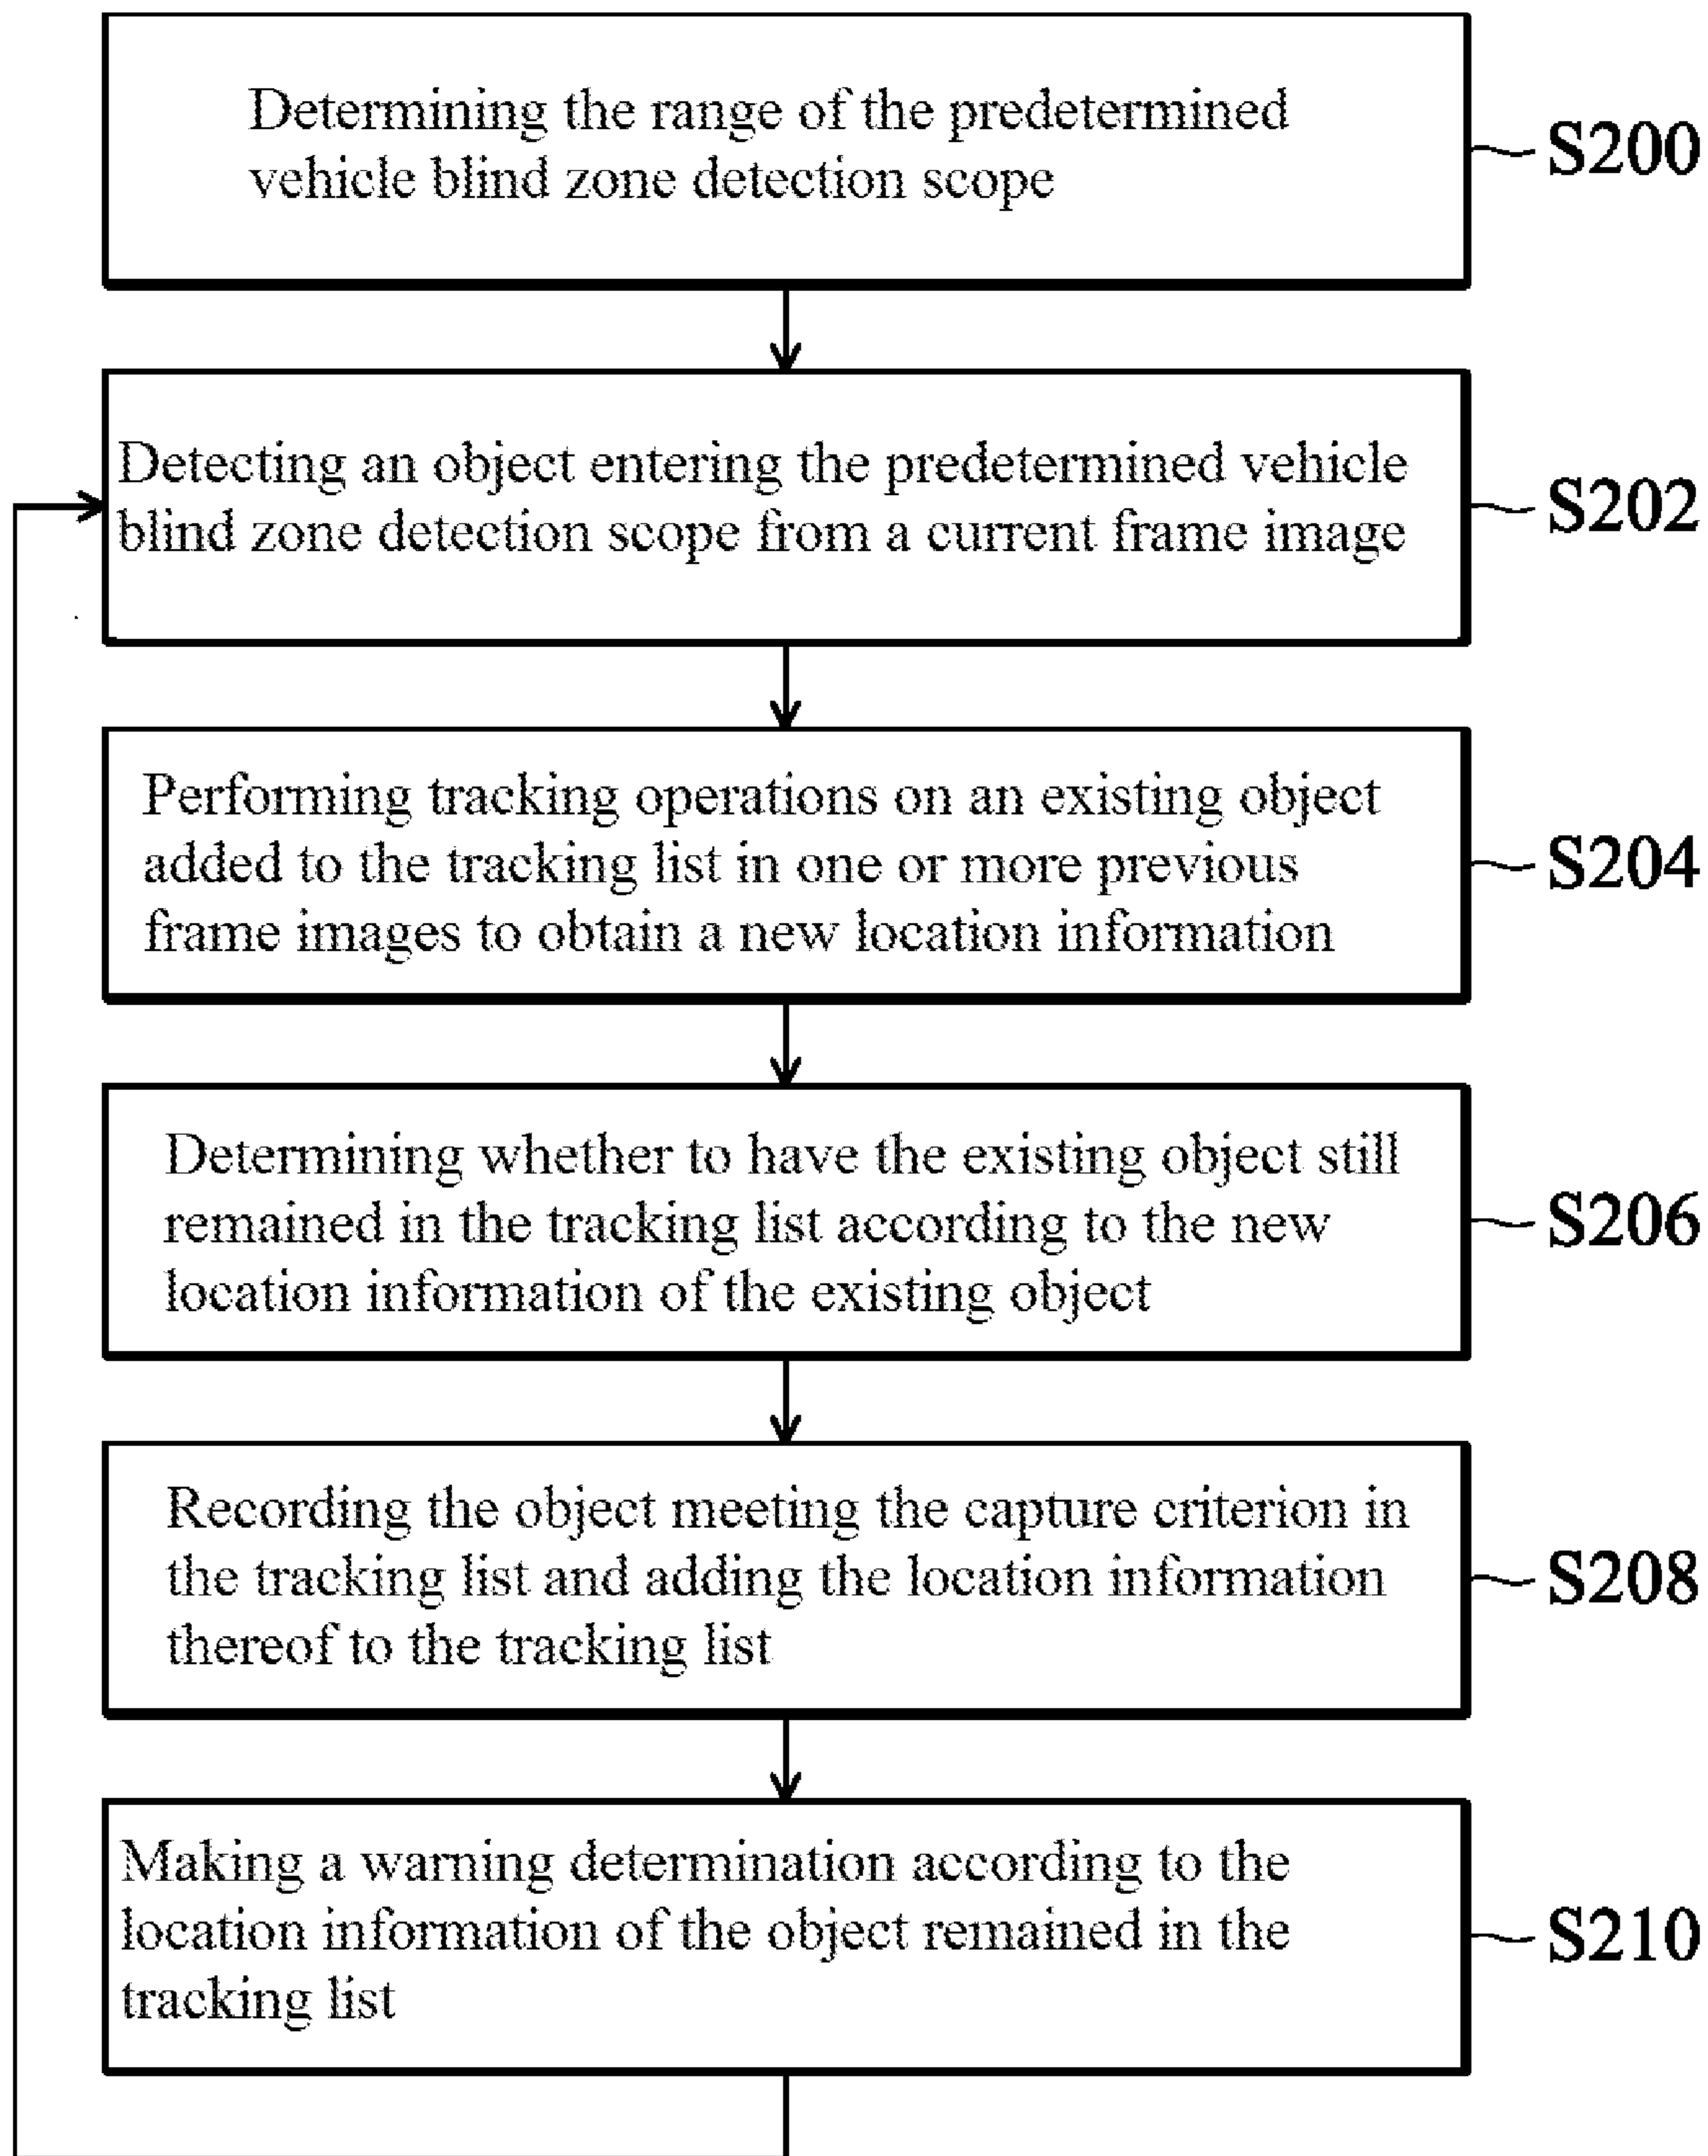 Determining the range of the predetermined
vehicle blind zone detection scope
S200
Detecting an object entering the predetermined vehicle
blind zone detection scope from a current frame image
S202
Performing tracking operations on an existing object
added to the tracking list in one or more previous
frame images to obtain a new location information
S204
Determining whether to have the existing object still
remained in the tracking list according to the new
location information of the existing object
S206
Recording the object meeting the capture criterion in
the tracking list and adding the location information
thereof to the tracking list
S208
Making a warning determination according to the
location information of the object remained in the
tracking list
S210